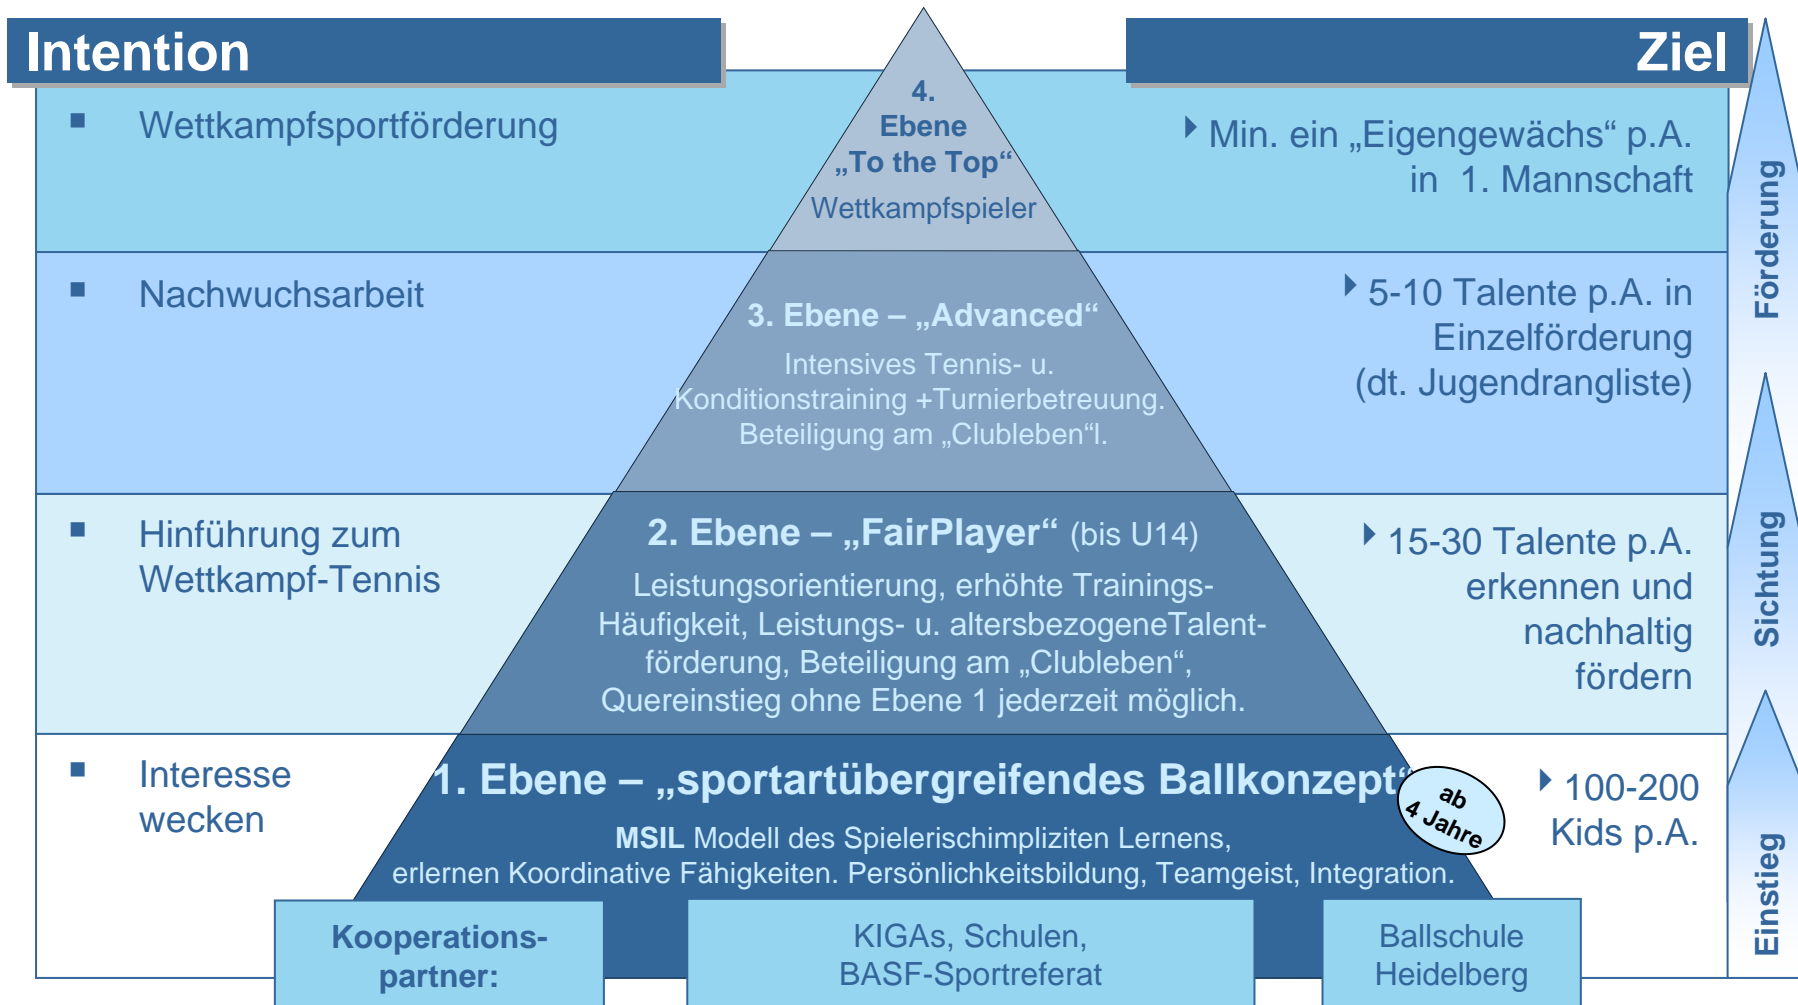 Intention
Ziel
▪ Wettkampfsportförderung
4.
Ebene
„To the Top“
Wettkampfspieler
Min. ein „Eigengewächs“ p.A.
in 1. Mannschaft
▪ Nachwuchsarbeit
3. Ebene – „Advanced“
Intensives Tennis- u.
Konditionstraining +Turnierbetreuung.
Beteiligung am „Clubleben“l.
5-10 Talente p.A. in
Einzelförderung
(dt. Jugendrangliste)
▪ Hinführung zum
Wettkampf-Tennis
2. Ebene – „FairPlayer“ (bis U14)
Leistungsorientierung, erhöhte Trainings-
Häufigkeit, Leistungs- u. altersbezogeneTalent-
förderung, Beteiligung am „Clubleben“,
Quereinstieg ohne Ebene 1 jederzeit möglich.
15-30 Talente p.A.
erkennen und
nachhaltig
fördern
▪ Interesse
wecken
1. Ebene – „sportartübergreifendes Ballkonzept“
MSIL Modell des Spielerischimpliziten Lernens,
erlernen Koordinative Fähigkeiten. Persönlichkeitsbildung, Teamgeist, Integration.
ab
4 Jahre
100-200
Kids p.A.
Kooperations-
partner:
KIGAs, Schulen,
BASF-Sportreferat
Ballschule
Heidelberg
Förderung
Sichtung
Einstieg